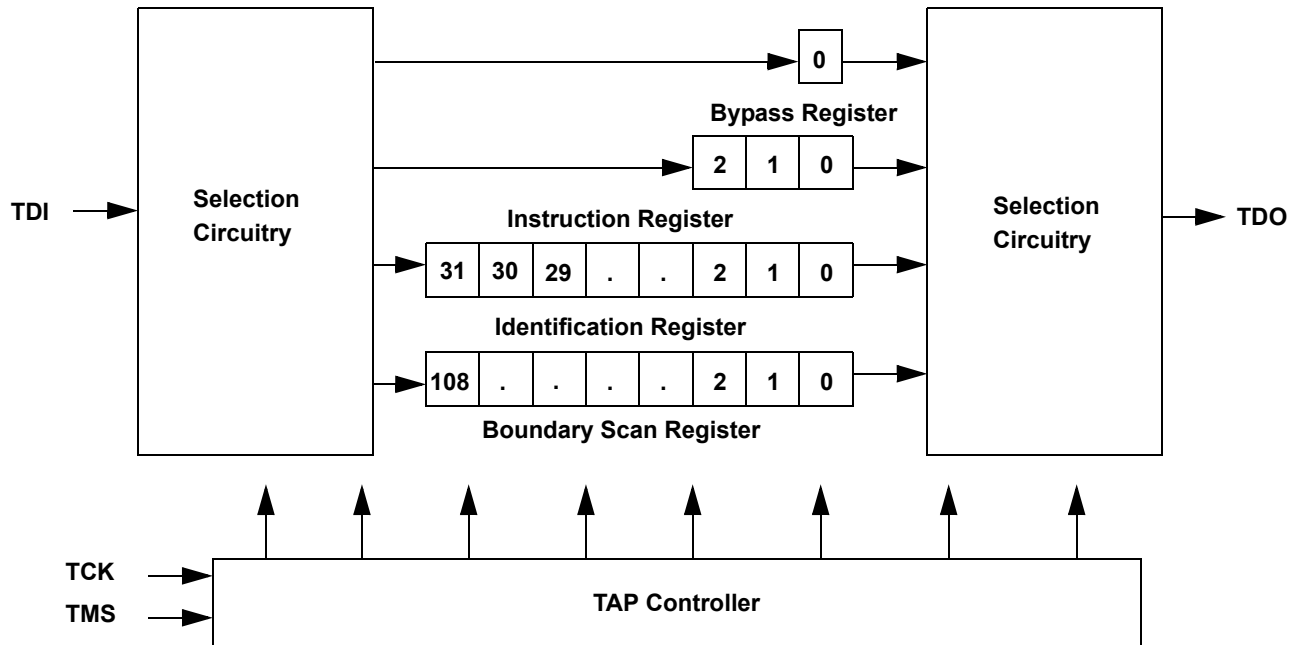 0
Bypass Register
2 1 0
TDI
Selection
Circuitry
Selection
Circuitry
TDO
Instruction Register
31 30 29 . . 2 1 0
Identification Register
108 . . . . 2 1 0
Boundary Scan Register
TCK
TMS
TAP Controller